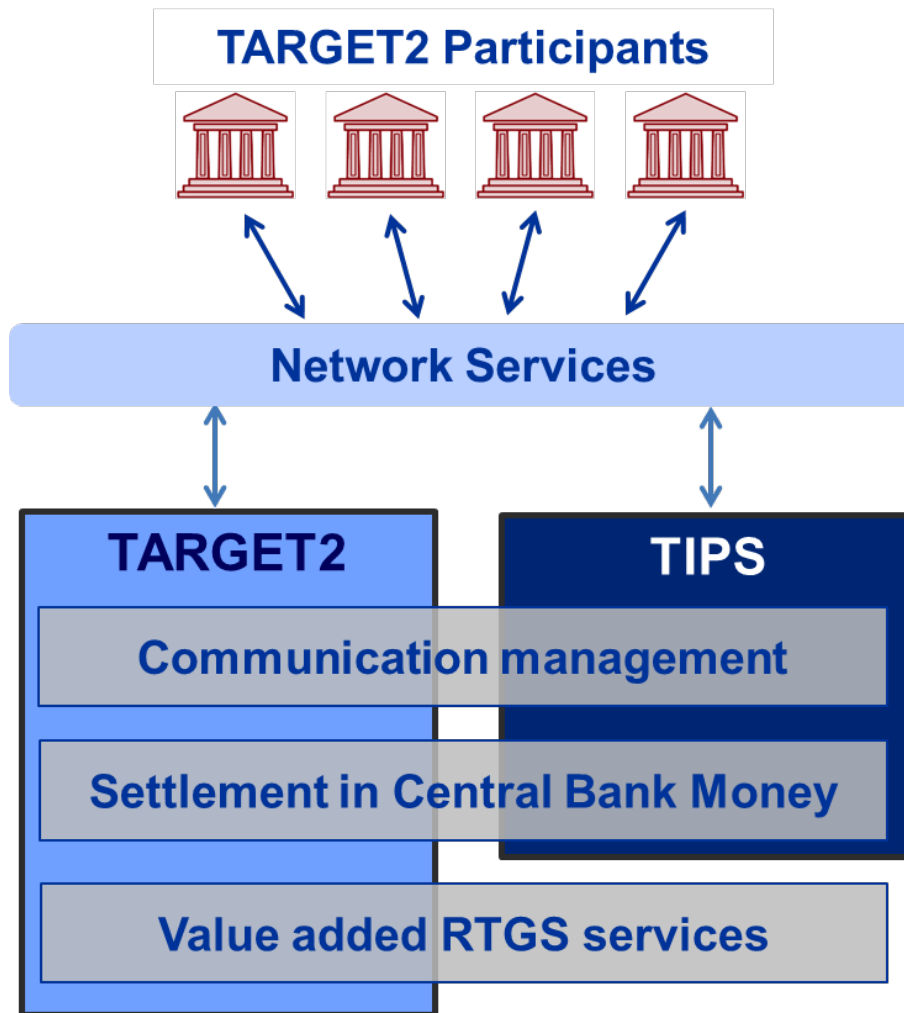 TARGET2 Participants
Network Services
TARGET2
TIPS
Communication management
Settlement in Central Bank Money
Value added RTGS services